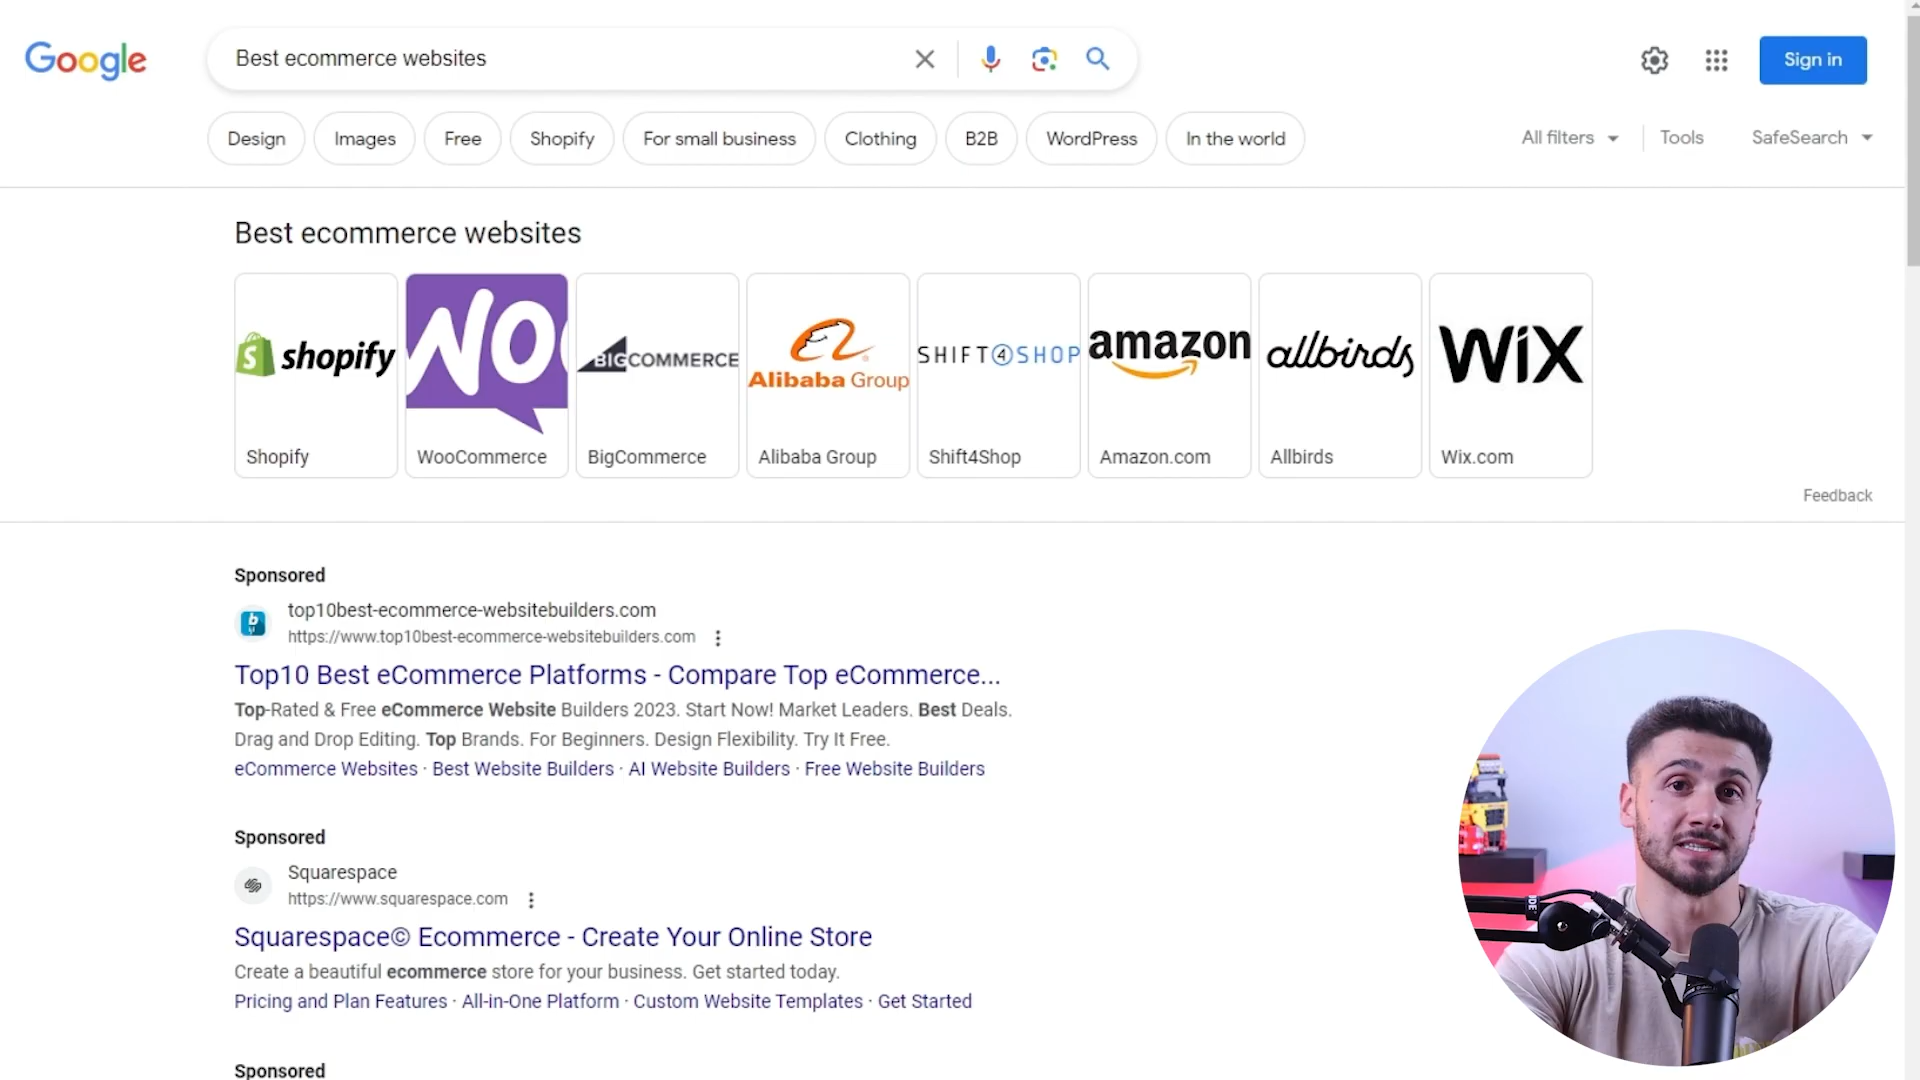 Google
Best ecommerce websites
Sign in
Design
Images
Free
Shopify
For small business
Clothing
B2B
WordPress
In the world
All filters
Tools
SafeSearch
Best ecommerce websites
shopify
WOO
BIGCOMMERCE
Alibaba Group
SHIFT4SHOP
amazon
allbirds
WiX
Shopify
WooCommerce
BigCommerce
Alibaba Group
Shift4Shop
Amazon.com
Allbirds
Wix.com
Feedback
Sponsored
top10best-ecommerce-websitebuilders.com
https://www.top10best-ecommerce-websitebuilders.com
Top10 Best eCommerce Platforms - Compare Top eCommerce...
Top-Rated & Free eCommerce Website Builders 2023. Start Now! Market Leaders. Best Deals.
Drag and Drop Editing. Top Brands. For Beginners. Design Flexibility. Try It Free.
eCommerce Websites · Best Website Builders · AI Website Builders · Free Website Builders
Sponsored
Squarespace
https://www.squarespace.com
Squarespace© Ecommerce - Create Your Online Store
Create a beautiful ecommerce store for your business. Get started today.
Pricing and Plan Features · All-in-One Platform · Custom Website Templates · Get Started
Sponsored